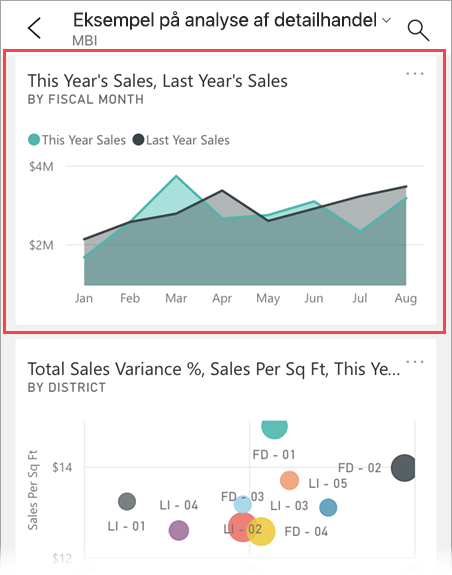 Eksempel på analyse af detailhandel
MBI
This Year's Sales, Last Year's Sales
BY FISCAL MONTH
This Year Sales Last Year Sales
$4M
$2M
Jan Feb Mar Apr May Jun Jul Aug
Total Sales Variance %, Sales Per Sq Ft, This Ye...
BY DISTRICT
Sales Per Sq Ft
$14
$12
FD - 01
FD - 02
LI - 05
FD - 03
LI - 04
LI - 03
LI - 01
LI - 02
FD - 04